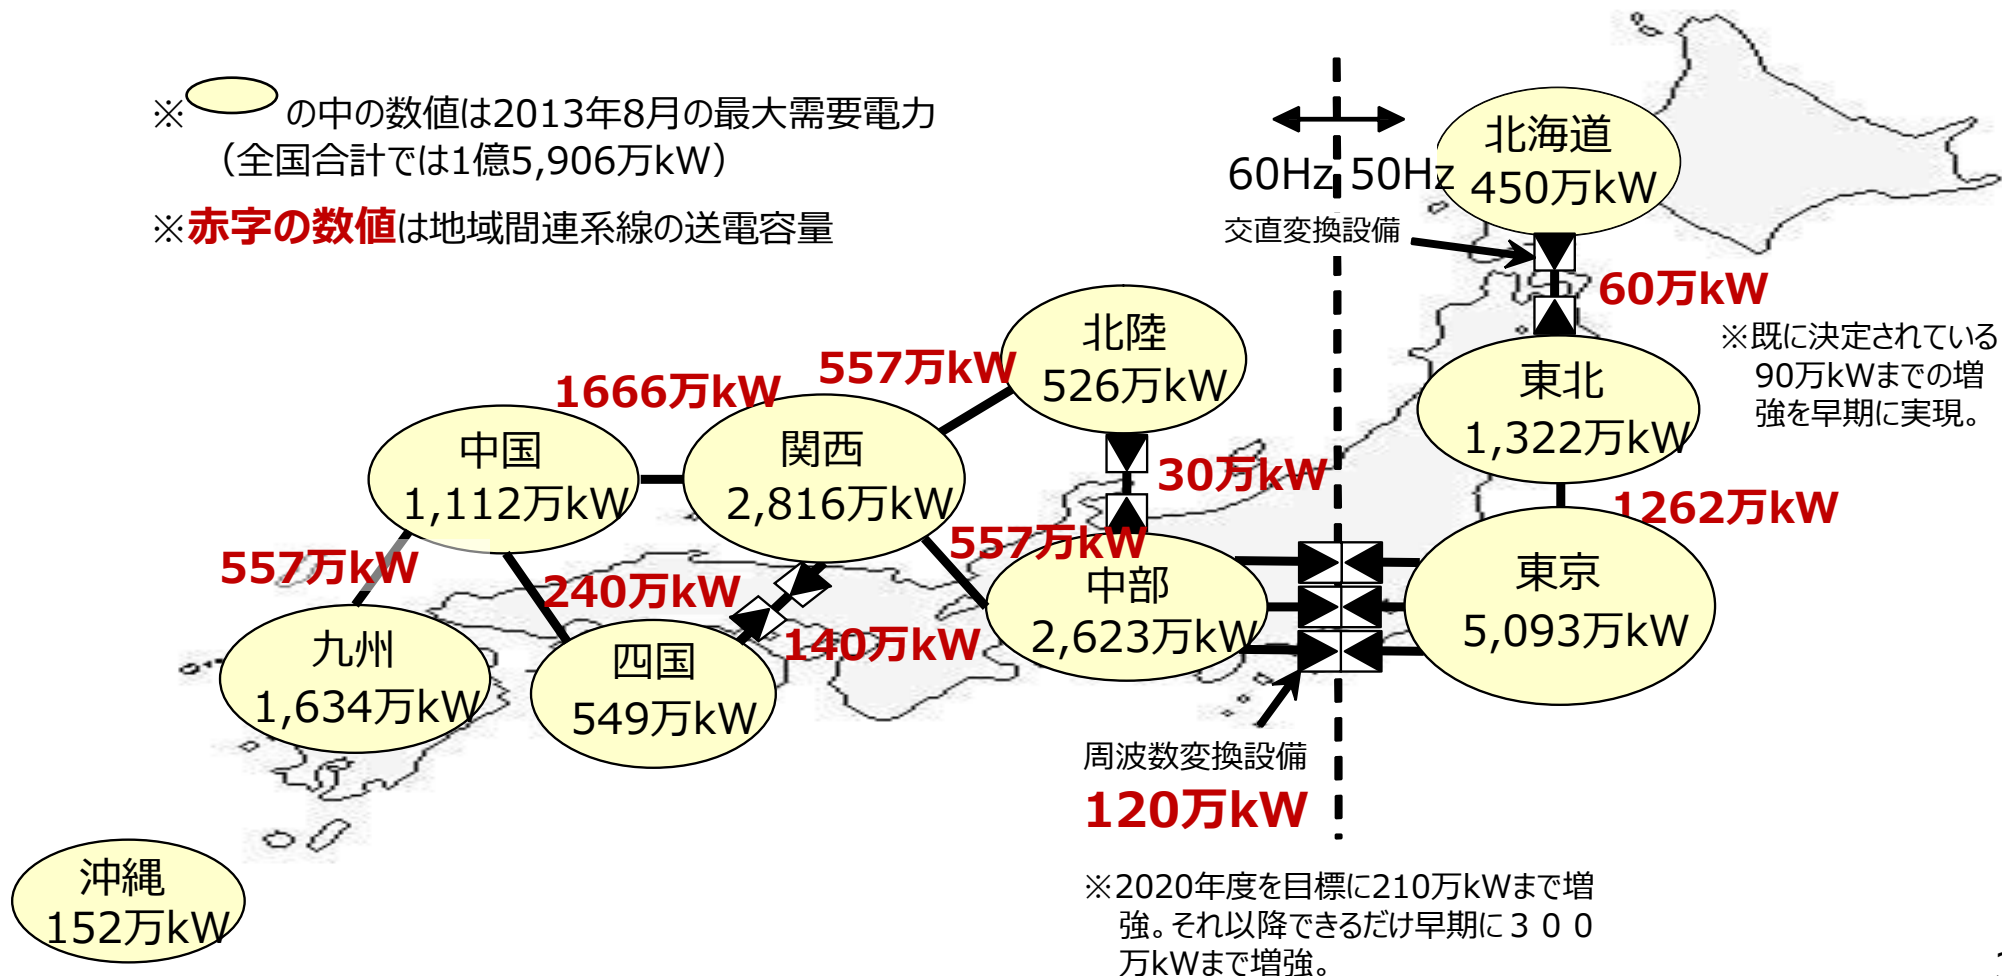 ※ の中の数値は2013年8月の最大需要電力
（全国合計では1億5,906万kW）
※赤字の数値は地域間連系線の送電容量
60Hz 50Hz
交直変換設備
北海道
450万kW
60万kW
※既に決定されている
90万kWまでの増
強を早期に実現。
東北
1,322万kW
1262万kW
東京
5,093万kW
北陸
526万kW
557万kW
30万kW
1666万kW
関西
2,816万kW
中国
1,112万kW
557万kW
中部
2,623万kW
557万kW
240万kW
140万kW
九州
1,634万kW
四国
549万kW
周波数変換設備
120万kW
※2020年度を目標に210万kWまで増
強。それ以降できるだけ早期に３００
万kWまで増強。
沖縄
152万kW